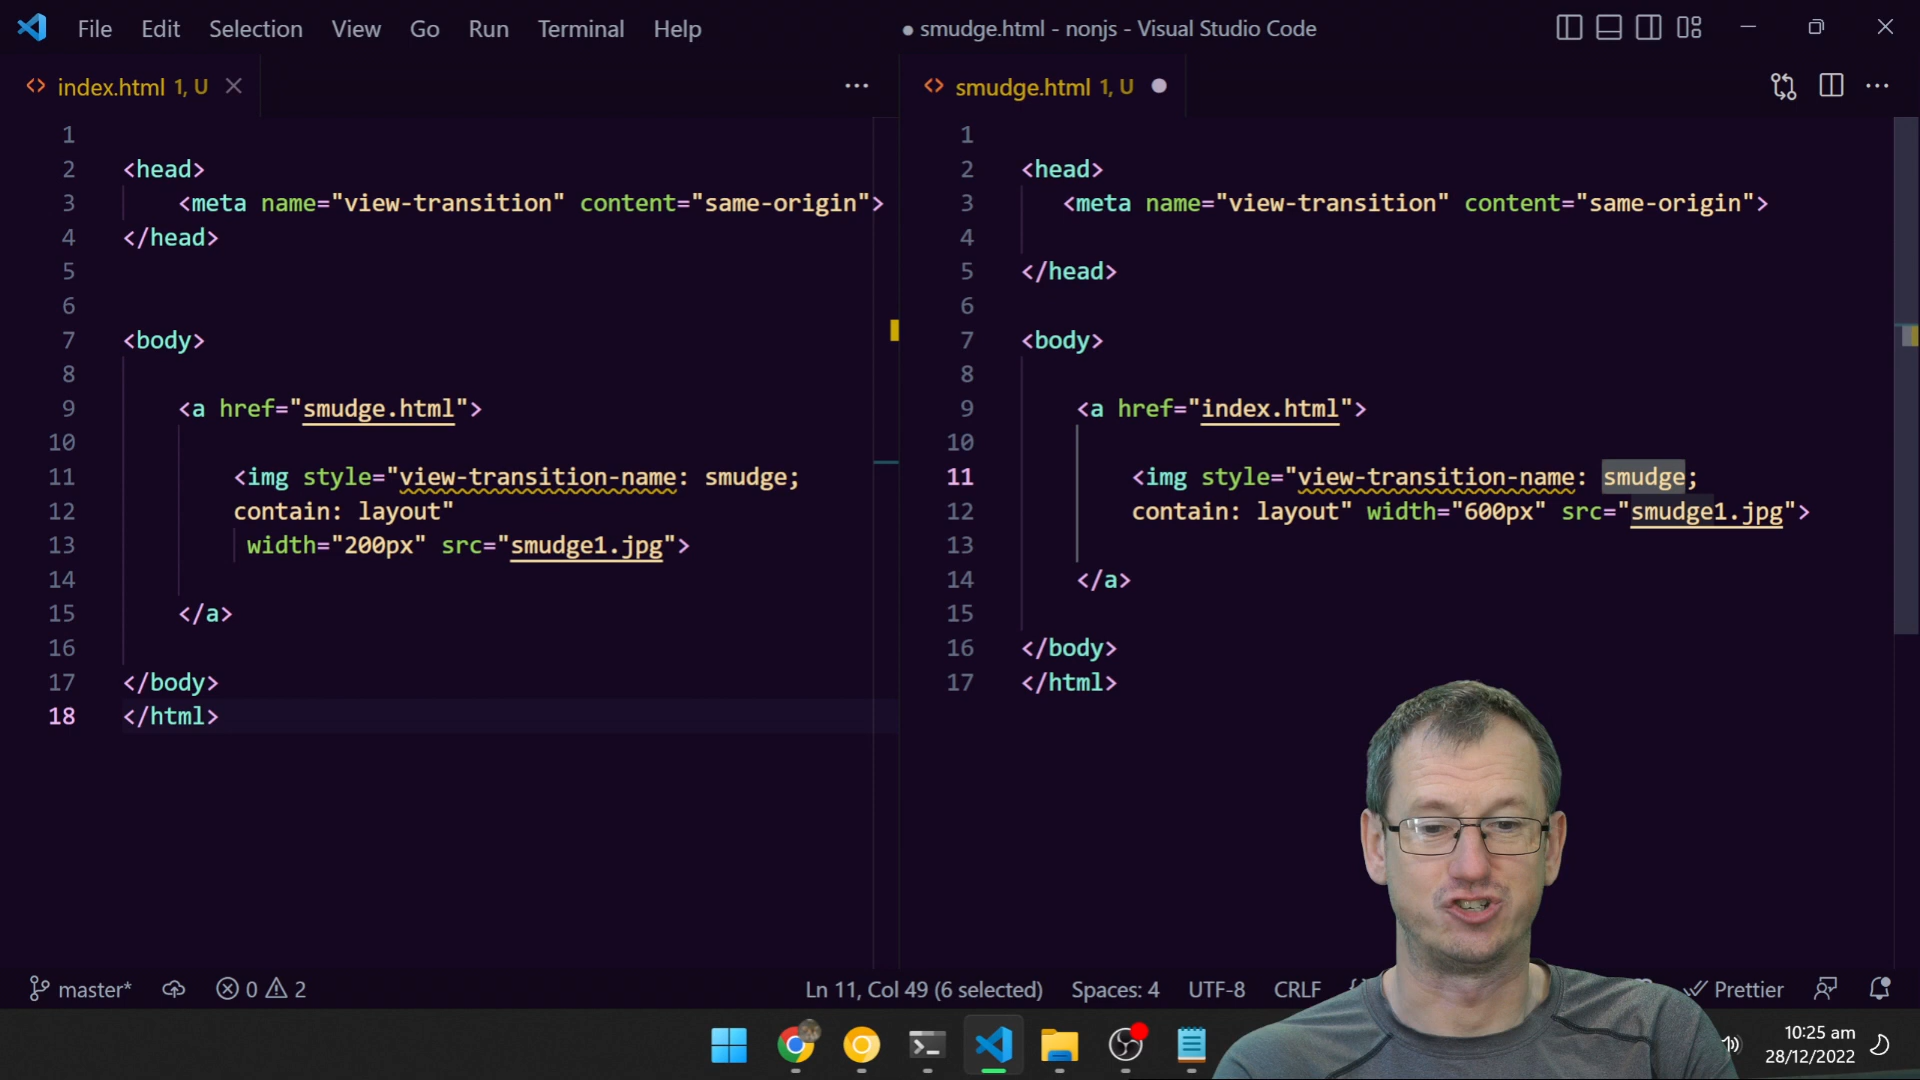 File Edit Selection View Go Run Terminal Help
● smudge.html - nonjs - Visual Studio Code
<> index.html 1, U
1
2 <head>
3 <meta name="view-transition" content="same-origin">
4 </head>
5
6
7 <body>
8
9 <a href="smudge.html">
10
11 <img style="view-transition-name: smudge;
12 contain: layout"
13 width="200px" src="smudge1.jpg">
14
15 </a>
16
17 </body>
18 </html>
<> smudge.html 1, U
1
2 <head>
3 <meta name="view-transition" content="same-origin">
4
5 </head>
6
7 <body>
8
9 <a href="index.html">
10
11 <img style="view-transition-name: smudge;
12 contain: layout" width="600px" src="smudge1.jpg">
13
14 </a>
15
16 </body>
17 </html>
master* 0 2 Ln 11, Col 49 (6 selected) Spaces: 4 UTF-8 CRLF Prettier
10:25 am
28/12/2022